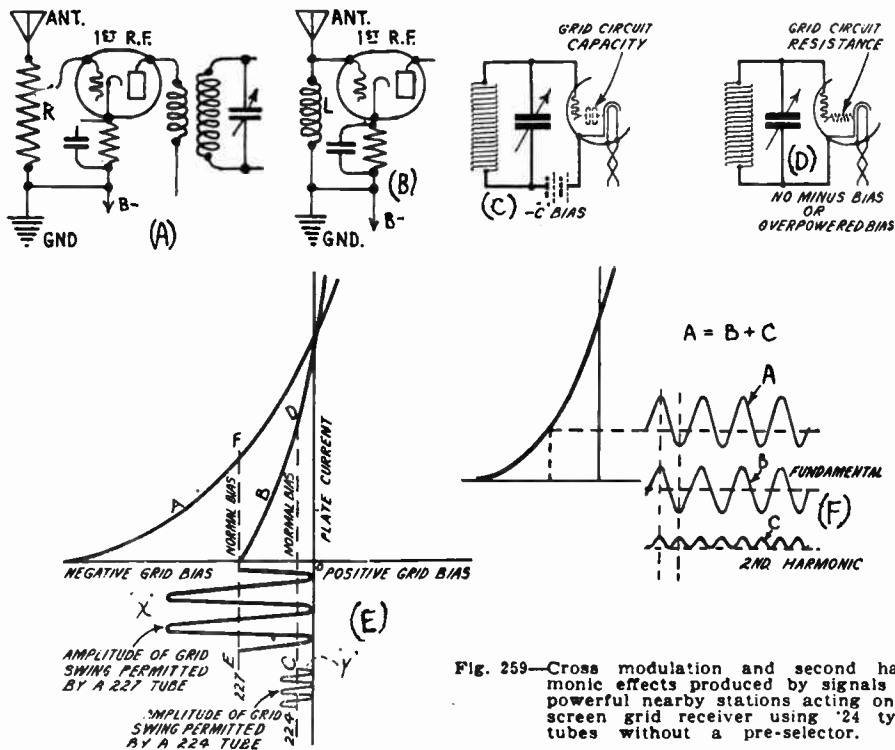 ANT.
1ST R.F.
R
B-
GND
(A)
ANT.
1ST R.F.
L
(B)
B-
GND.
GRID CIRCUIT
CAPACITY
(C)
-C BIAS
GRID CIRCUIT
RESISTANCE
(D)
NO MINUS BIAS
OR
OVERPOWERED BIAS
F
D
A
B
NORMAL BIAS
NORMAL BIAS
PLATE CURRENT
NEGATIVE GRID BIAS
0
POSITIVE GRID BIAS
"X"
(E)
AMPLITUDE OF GRID
SWING PERMITTED
BY A 227 TUBE
E
227
C
224
"Y"
AMPLITUDE OF GRID
SWING PERMITTED
BY A 224 TUBE
A = B + C
A
B
FUNDAMENTAL
(F)
C
2ND HARMONIC
Fig. 259—Cross modulation and second ha
monic effects produced by signals
powerful nearby stations acting on
screen grid receiver using '24 ty
tubes without a pre-selector.